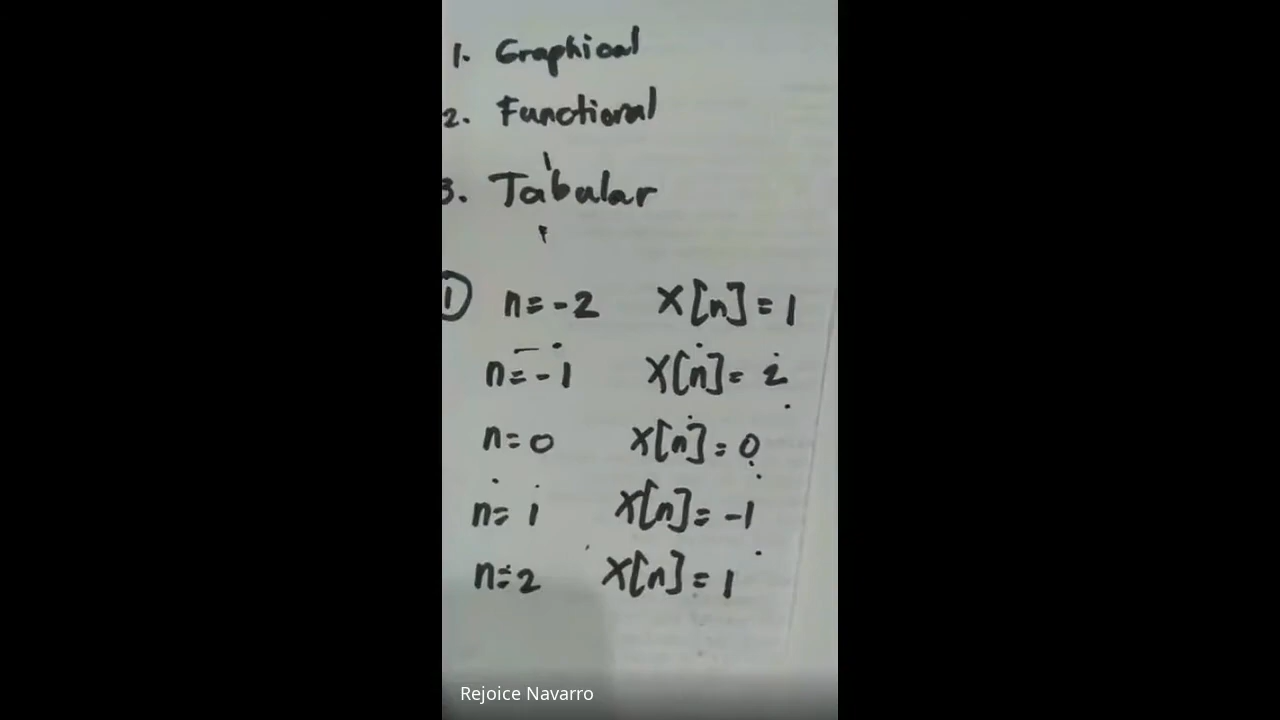 1. Graphical
2. Functional
3. Tabular
① n=-2 X[n]=1
n=-1 X[n]=2
n=0 X[n]=0
n=1 X[n]=-1
n=2 X[n]=1
Rejoice Navarro